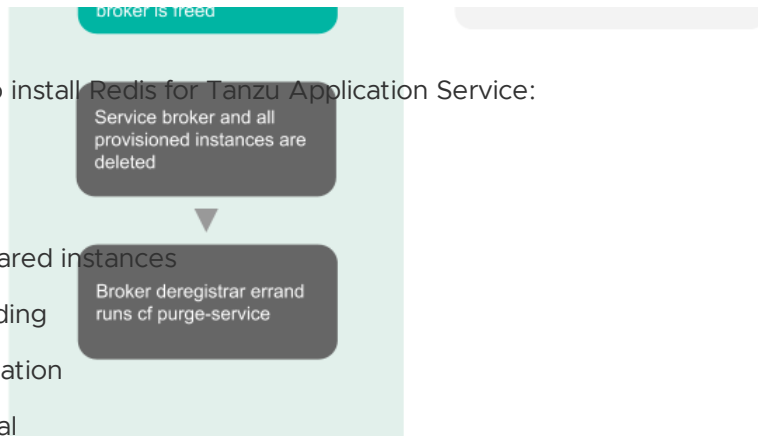 broker is freed
o install Redis for Tanzu Application Service:
Service broker and all
provisioned instances are
deleted
ared instances
Broker deregistrar errand
runs cf purge-service
ding
ation
al